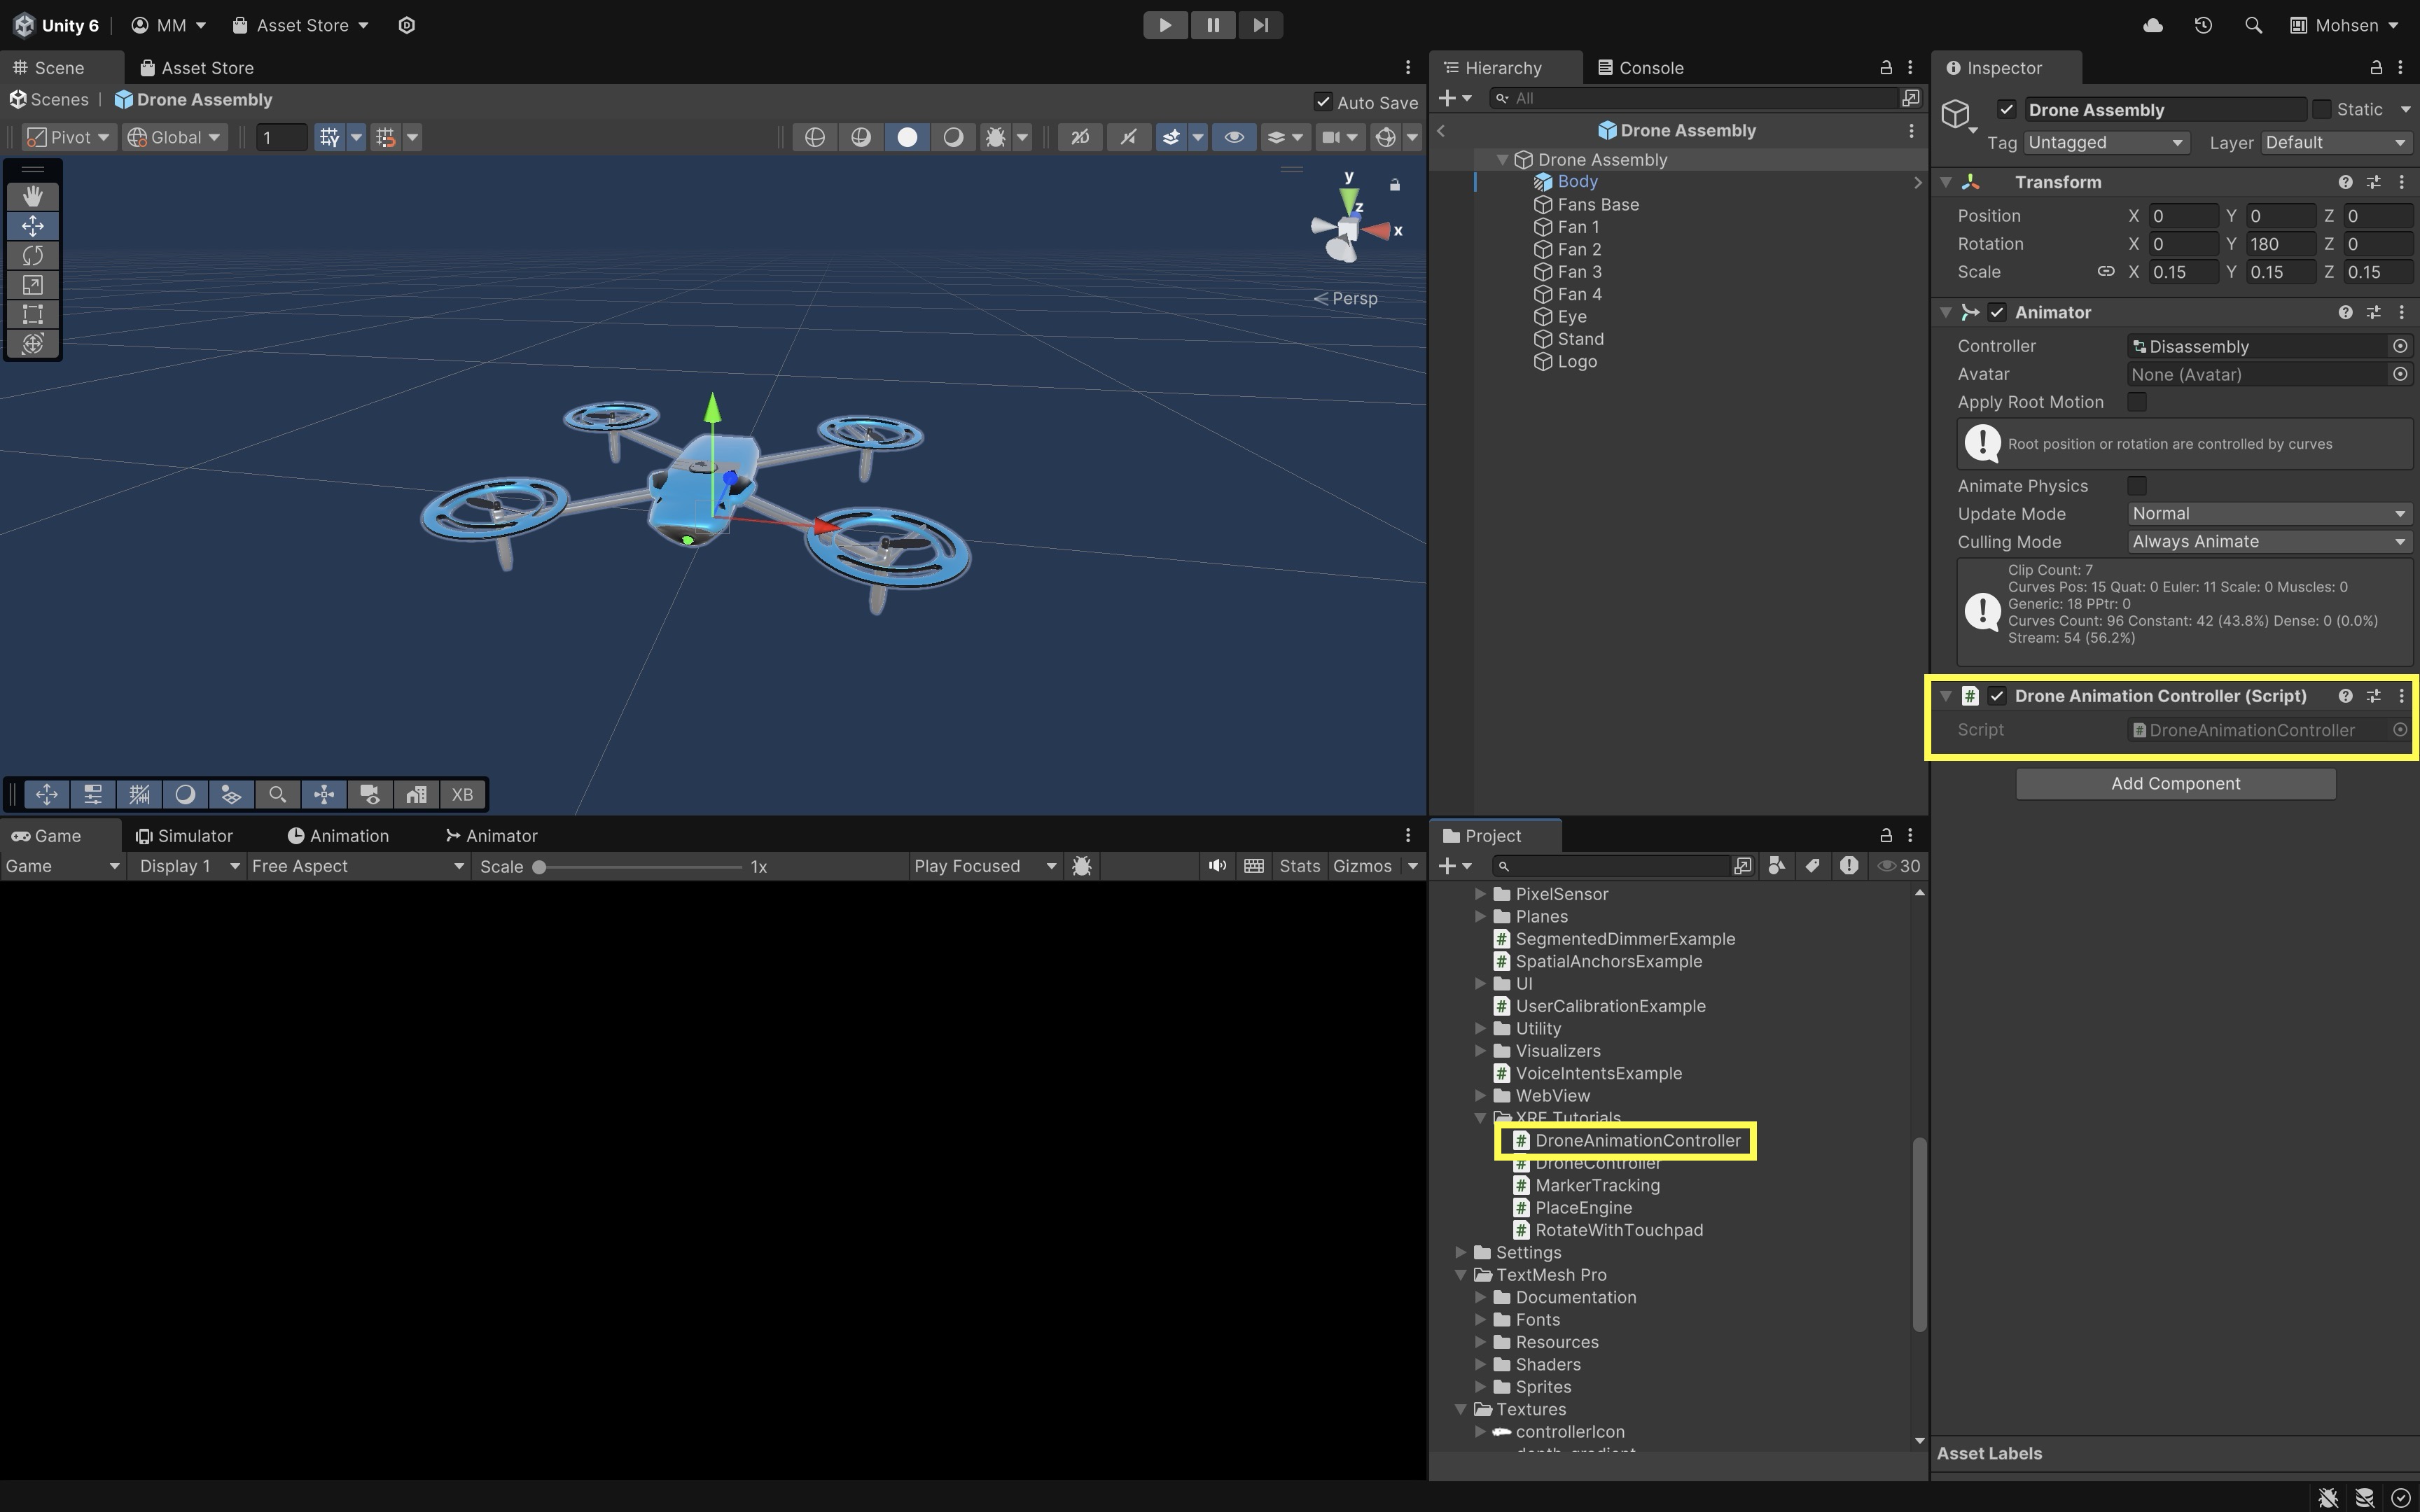 Unity 6 MM Asset Store Mohsen
Scene Asset Store
Scenes Drone Assembly Auto Save
Pivot Global 1 2D
y
z
x
Persp
XB
Hierarchy Console
All
Drone Assembly
Drone Assembly
Body
Fans Base
Fan 1
Fan 2
Fan 3
Fan 4
Eye
Stand
Logo
Inspector
Drone Assembly Static
Tag Untagged Layer Default
Transform
Position X 0 Y 0 Z 0
Rotation X 0 Y 180 Z 0
Scale X 0.15 Y 0.15 Z 0.15
Animator
Controller Disassembly
Avatar None (Avatar)
Apply Root Motion
Root position or rotation are controlled by curves
Animate Physics
Update Mode Normal
Culling Mode Always Animate
Clip Count: 7
Curves Pos: 15 Quat: 0 Euler: 11 Scale: 0 Muscles: 0
Generic: 18 PPtr: 0
Curves Count: 96 Constant: 42 (43.8%) Dense: 0 (0.0%)
Stream: 54 (56.2%)
# Drone Animation Controller (Script)
Script DroneAnimationController
Add Component
Asset Labels
Game Simulator Animation Animator
Game Display 1 Free Aspect Scale 1x Play Focused Stats Gizmos
Project
30
PixelSensor
Planes
# SegmentedDimmerExample
# SpatialAnchorsExample
UI
# UserCalibrationExample
Utility
Visualizers
# VoiceIntentsExample
WebView
XRE Tutorials
# DroneAnimationController
# DroneController
# MarkerTracking
# PlaceEngine
# RotateWithTouchpad
Settings
TextMesh Pro
Documentation
Fonts
Resources
Shaders
Sprites
Textures
controllerIcon